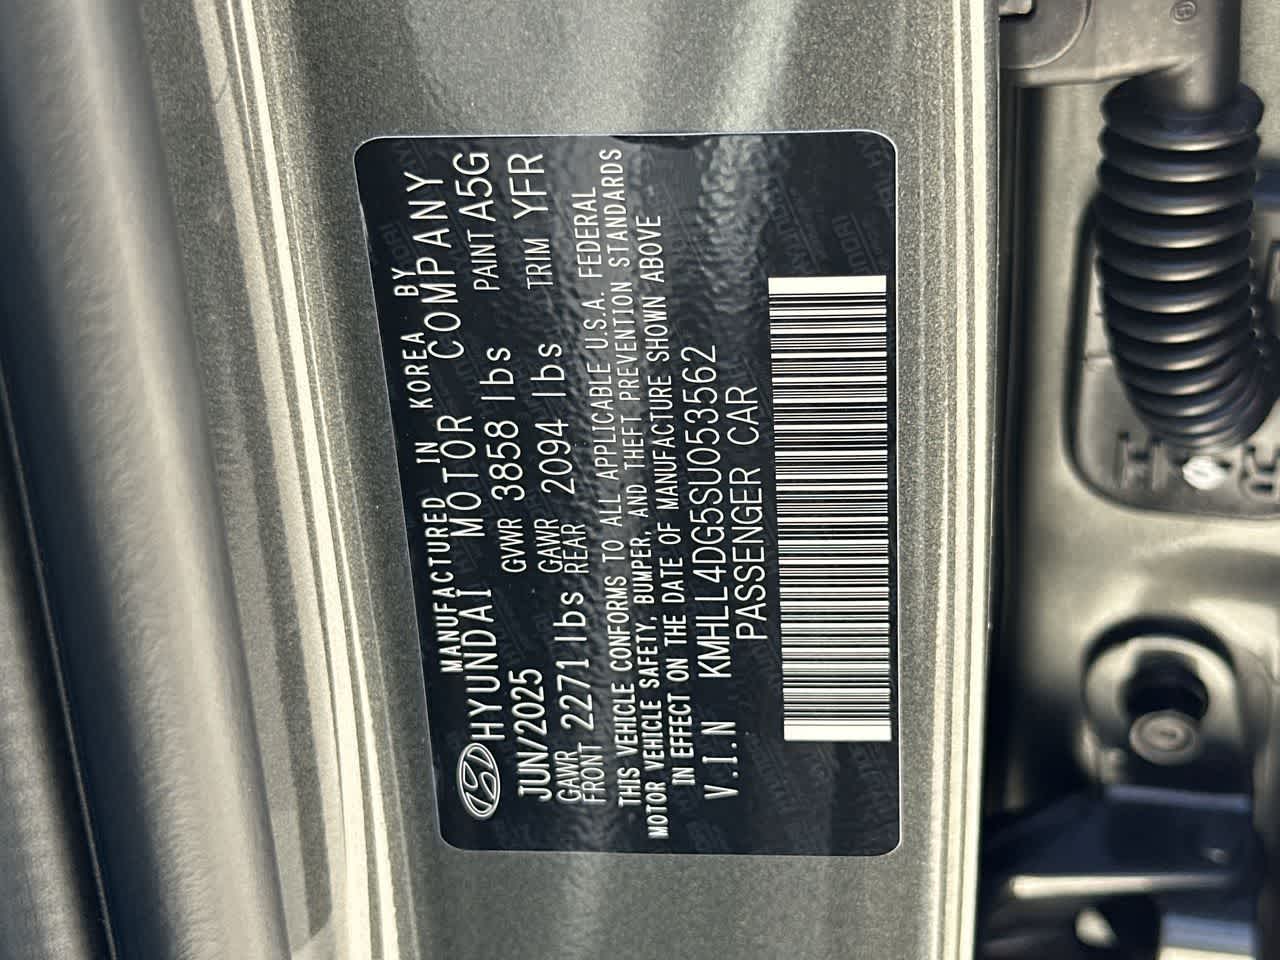 MANUFACTURED IN KOREA BY
HYUNDAI MOTOR COMPANY
JUN/2025 GVWR 3858 lbs PAINT A5G
GAWR FRONT 2271 lbs GAWR REAR 2094 lbs TRIM YFR
THIS VEHICLE CONFORMS TO ALL APPLICABLE U.S.A. FEDERAL
MOTOR VEHICLE SAFETY, BUMPER, AND THEFT PREVENTION STANDARDS
IN EFFECT ON THE DATE OF MANUFACTURE SHOWN ABOVE
V.I.N KMHLL4DG5SU053562
PASSENGER CAR